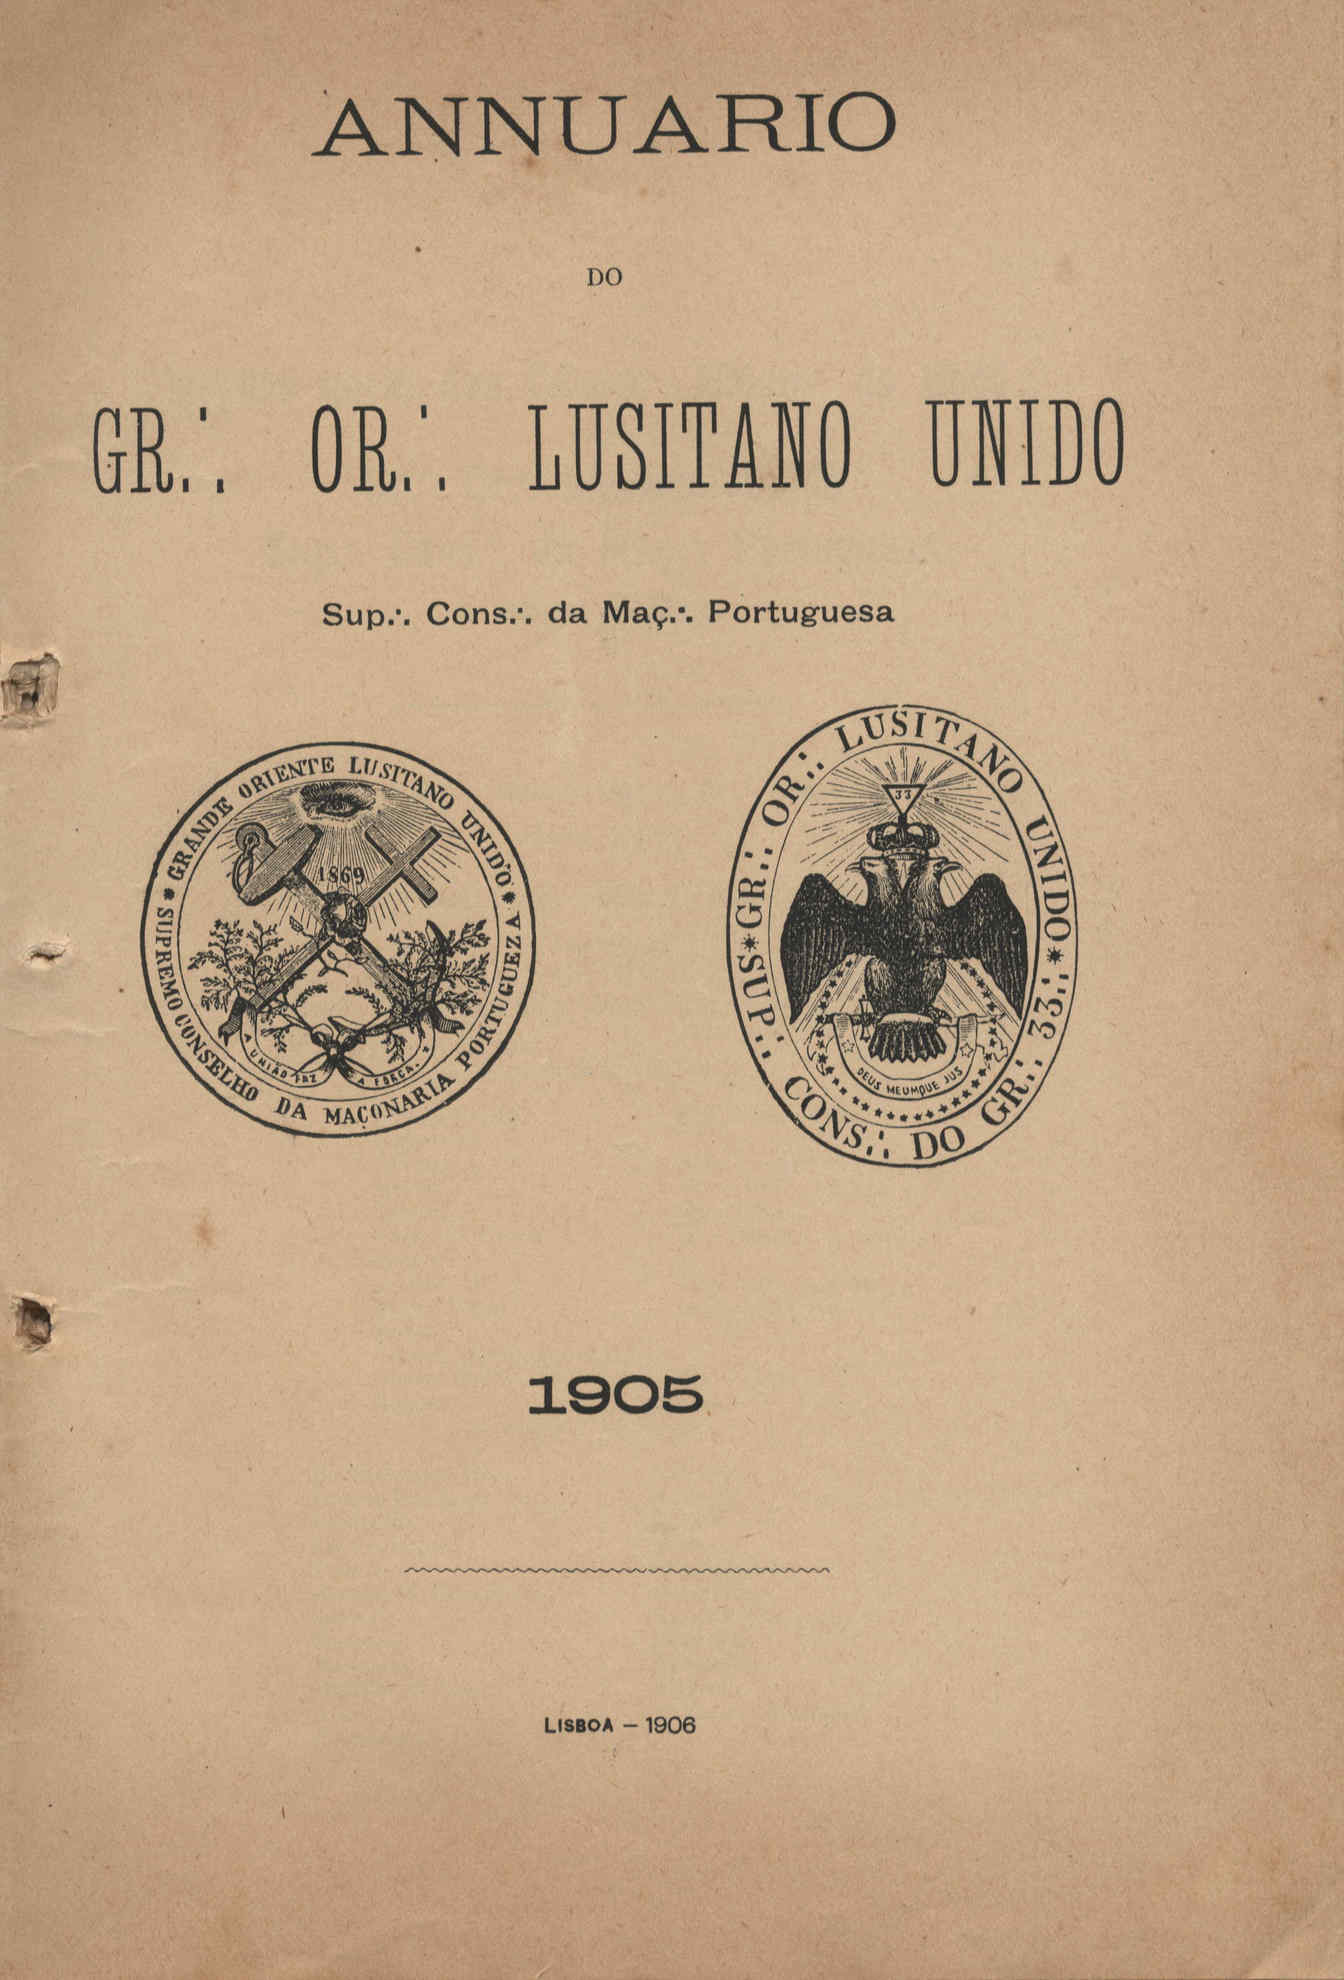 ANNUARIO
DO
GR.·. OR.·. LUSITANO UNIDO
Sup.·. Cons.·. da Maç.·. Portuguesa
* GRANDE ORIENTE LUSITANO UNIDO *
SUPREMO CONSELHO DA MAÇONARIA PORTUGUEZA
1869
A UNIÃO FAZ A FORÇA.
* GR.·. OR.·. LUSITANO UNIDO *
SUP.·. CONS.·. DO GR.·. 33.·.
33
DEUS MEUMQUE JUS
1905
LISBOA — 1906